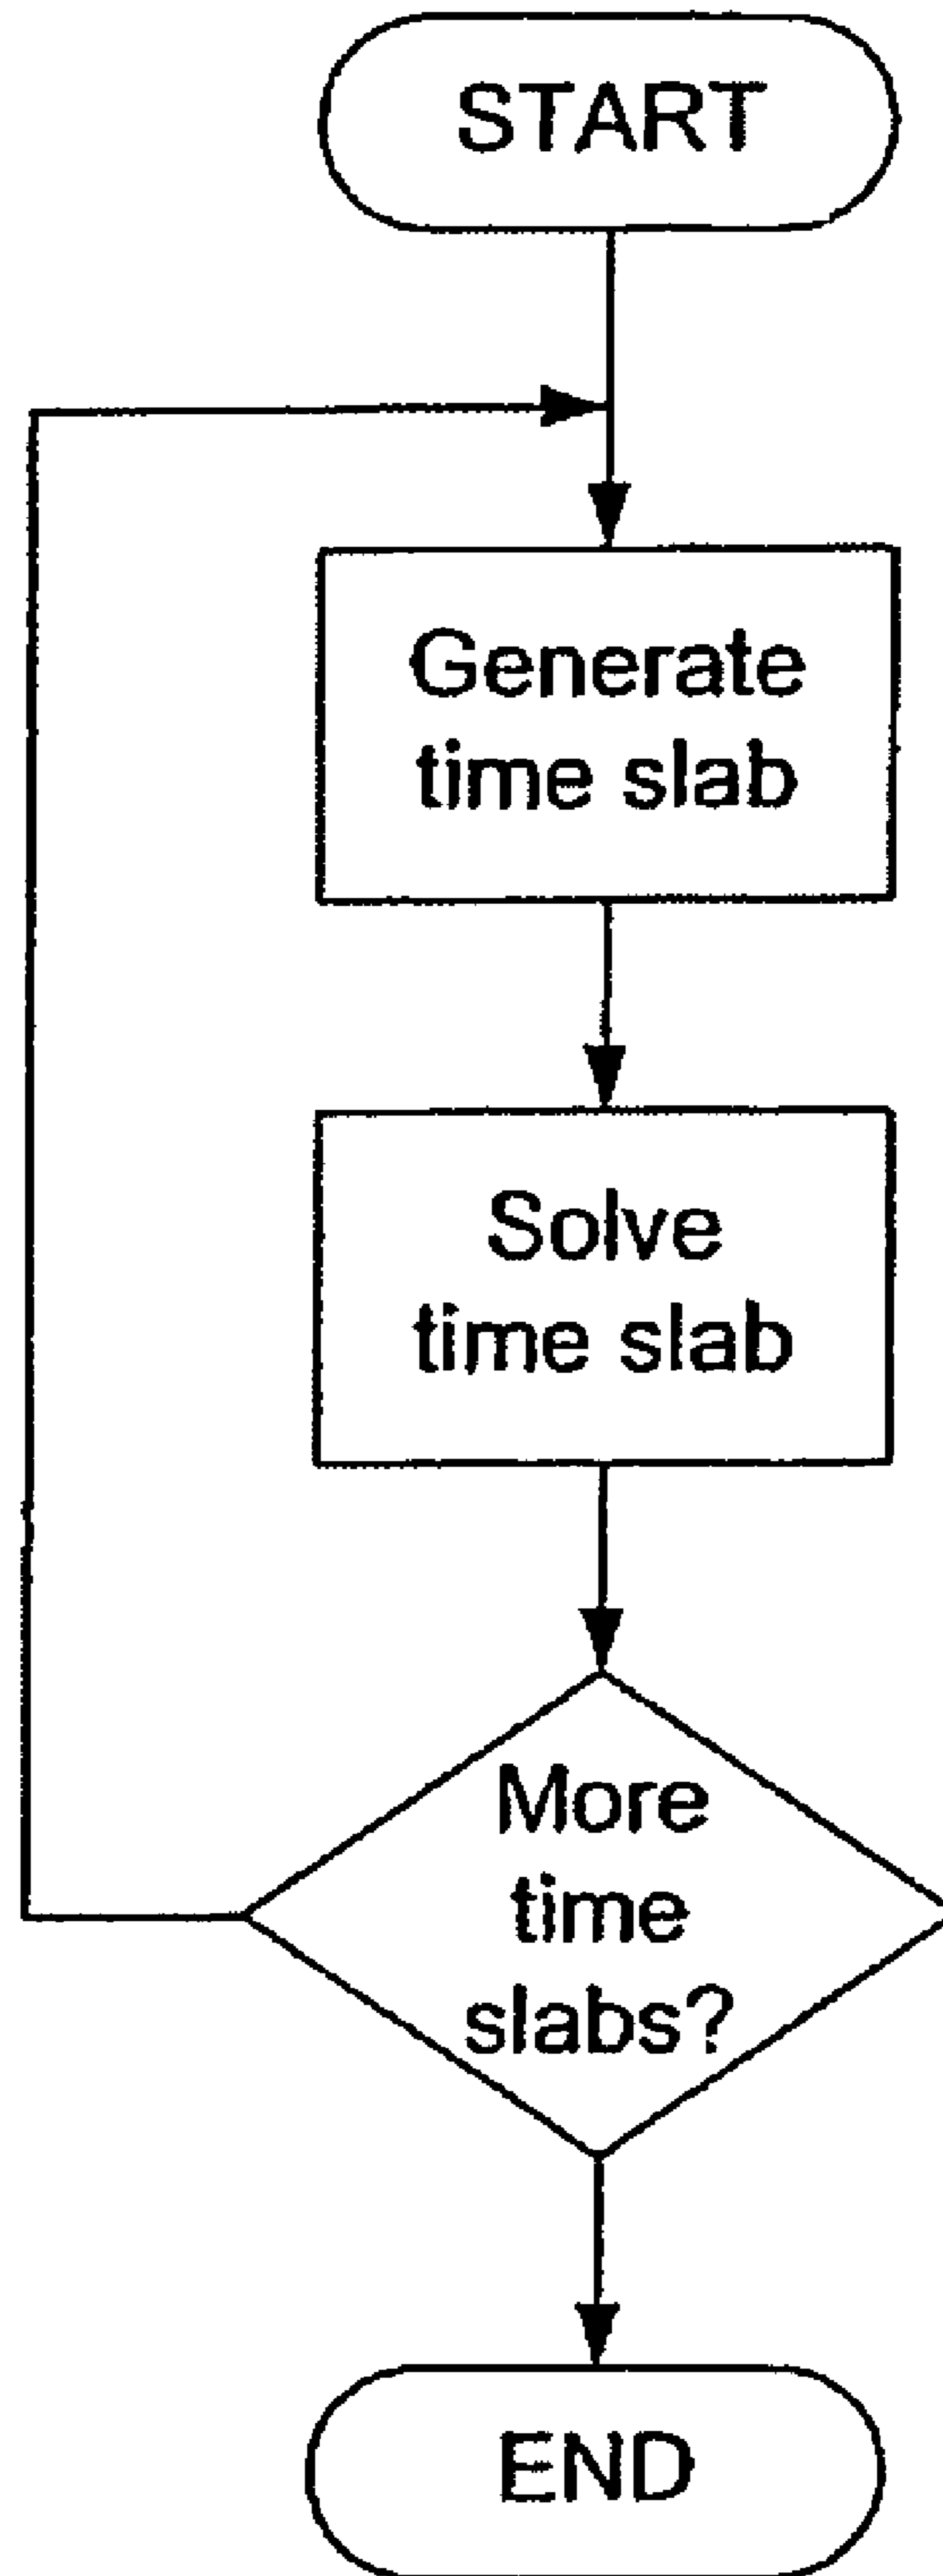 START
Generate
time slab
Solve
time slab
More
time
slabs?
END